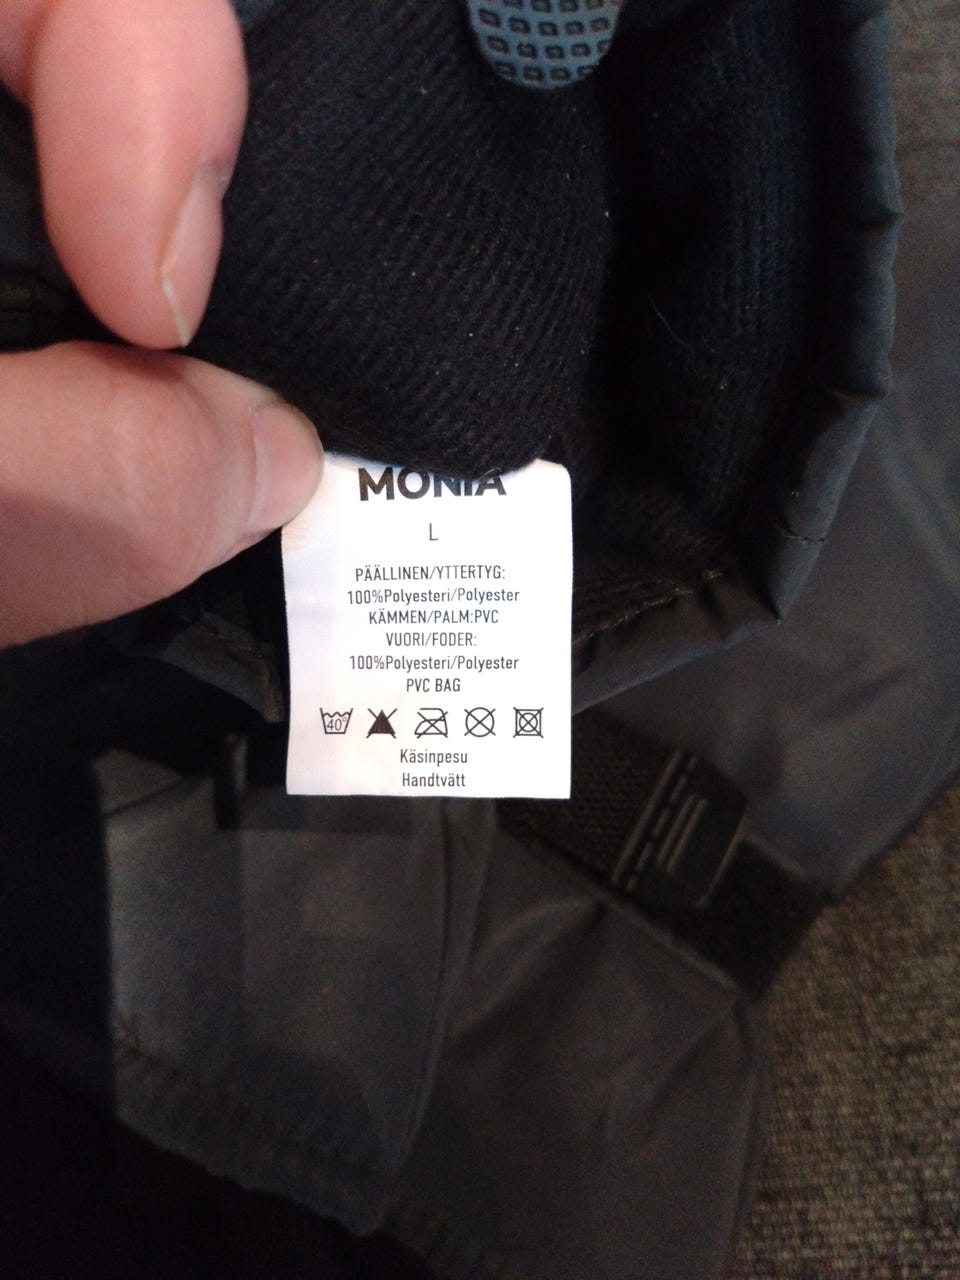 MONIA
L
PÄÄLLINEN/YTTERTYG:
100%Polyesteri/Polyester
KÄMMEN/PALM:PVC
VUORI/FODER:
100%Polyesteri/Polyester
PVC BAG
40°
Käsinpesu
Handtvätt